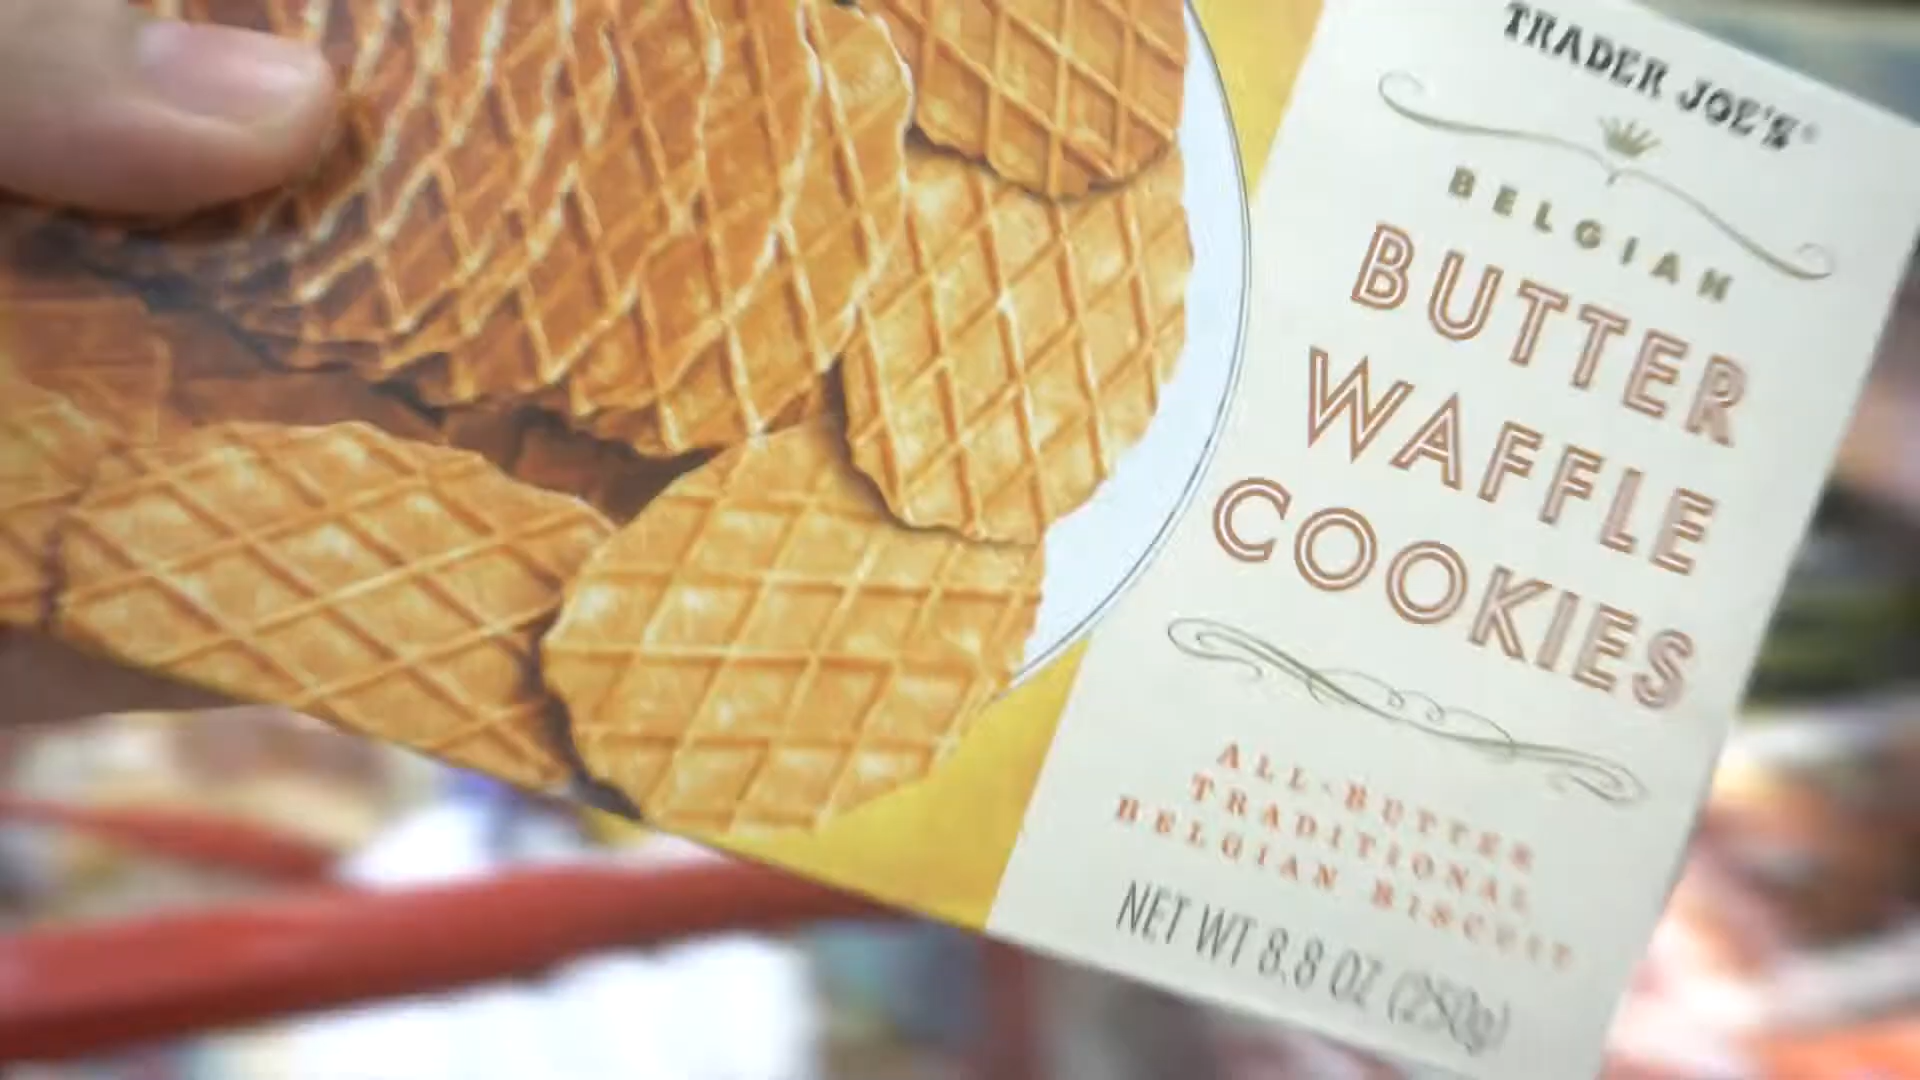 TRADER JOE'S
BELGIAN
BUTTER
WAFFLE
COOKIES
ALL-BUTTER
TRADITIONAL
BELGIAN BISCUIT
NET WT 8.8 OZ (250g)